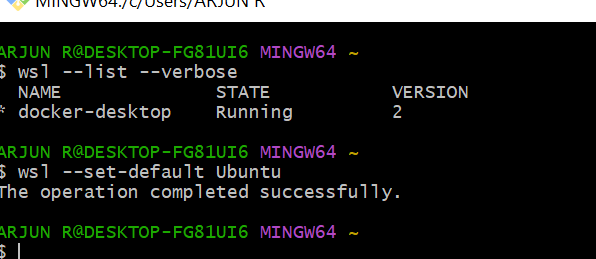 MINGW64:/c/Users/ARJUN R
ARJUN R@DESKTOP-FG81UI6 MINGW64 ~
$ wsl --list --verbose
NAME STATE VERSION
* docker-desktop Running 2
ARJUN R@DESKTOP-FG81UI6 MINGW64 ~
$ wsl --set-default Ubuntu
The operation completed successfully.
ARJUN R@DESKTOP-FG81UI6 MINGW64 ~
$